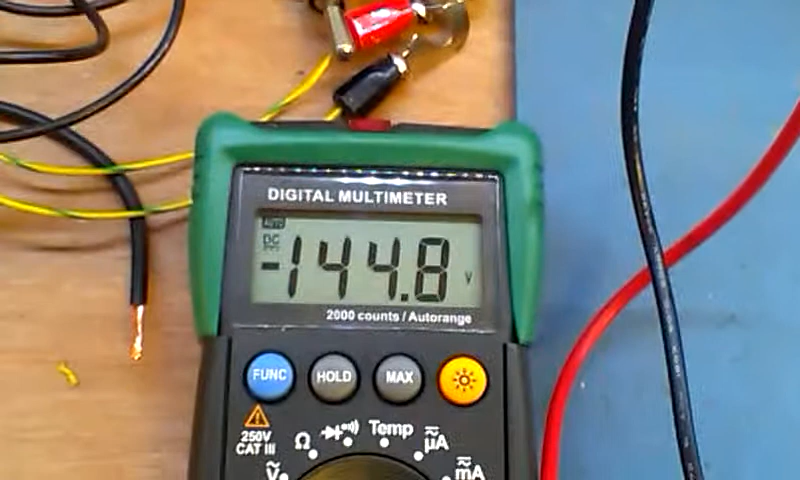 DIGITAL MULTIMETER
AUTO
DC
-144.8 V
2000 counts / Autorange
FUNC HOLD MAX
250V
CAT III
Ω Temp
μA
V mA